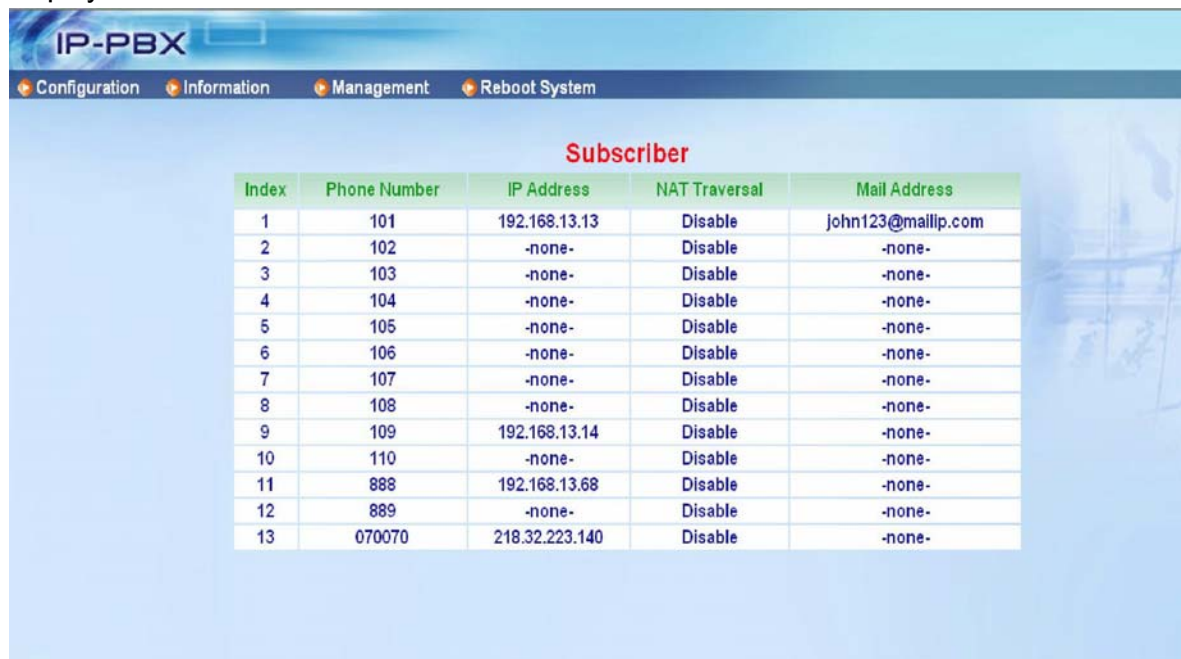 IP-PBX
Configuration Information Management Reboot System
Subscriber
Index Phone Number IP Address NAT Traversal Mail Address
1 101 192.168.13.13 Disable john123@mailip.com
2 102 -none- Disable -none-
3 103 -none- Disable -none-
4 104 -none- Disable -none-
5 105 -none- Disable -none-
6 106 -none- Disable -none-
7 107 -none- Disable -none-
8 108 -none- Disable -none-
9 109 192.168.13.14 Disable -none-
10 110 -none- Disable -none-
11 888 192.168.13.68 Disable -none-
12 889 -none- Disable -none-
13 070070 218.32.223.140 Disable -none-